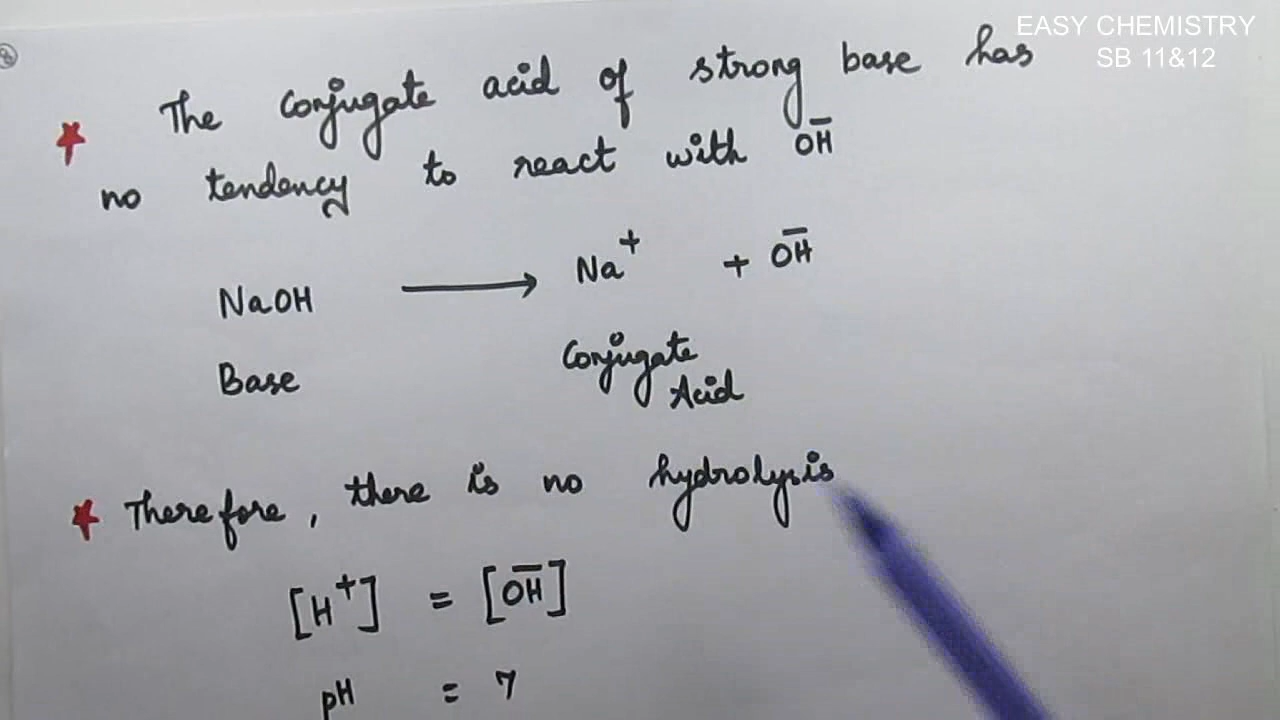 EASY CHEMISTRY
SB 11&12
The conjugate acid of strong base has
no tendency to react with OH̅
NaOH ⟶ Na⁺ + OH̅
Base Conjugate
Acid
Therefore, there is no hydrolysis
[H⁺] = [OH̅]
pH = 7